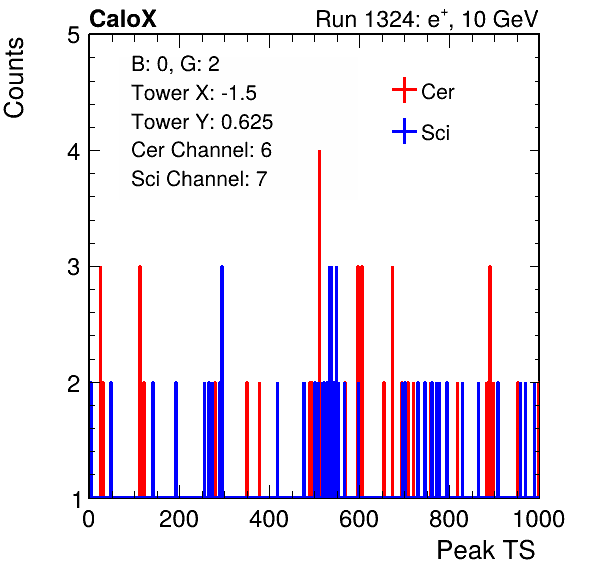 CaloX
Run 1324: e+, 10 GeV
Counts
B: 0, G: 2
Tower X: -1.5
Tower Y: 0.625
Cer Channel: 6
Sci Channel: 7
Cer
Sci
5
4
3
2
1
0 200 400 600 800 1000
Peak TS